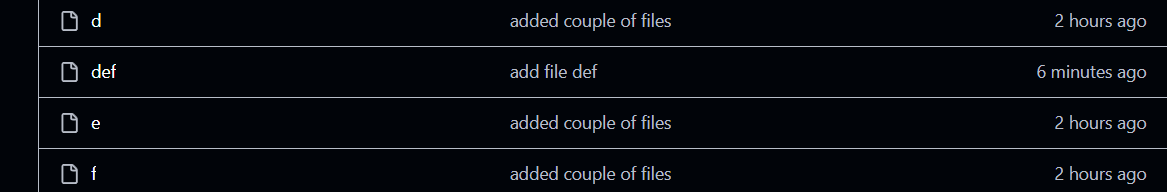 d added couple of files 2 hours ago
def add file def 6 minutes ago
e added couple of files 2 hours ago
f added couple of files 2 hours ago